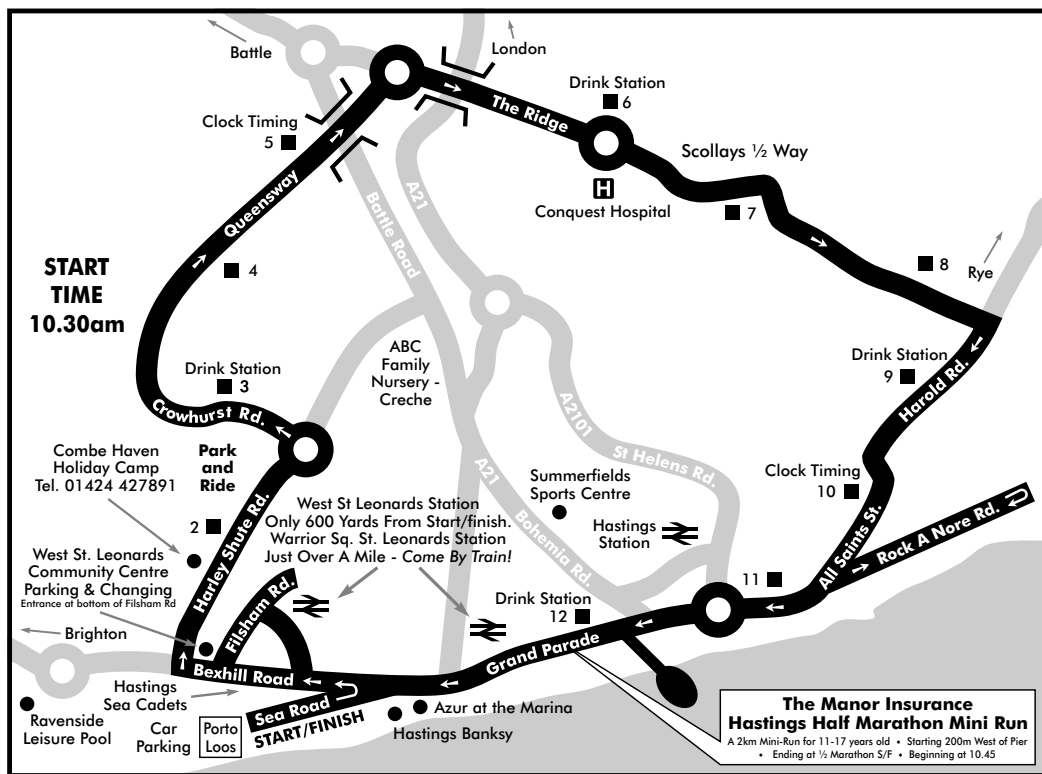 Battle
London
Drink Station
6
The Ridge
Clock Timing
5
Scollays ½ Way
H
Conquest Hospital
7
Queensway
A21
Battle Road
4
START
TIME
10.30am
8
Rye
ABC
Family
Nursery -
Creche
Drink Station
3
Drink Station
9
Harold Rd.
Crowhurst Rd.
A2101
St Helens Rd.
Combe Haven
Holiday Camp
Tel. 01424 427891
Park
and
Ride
A21
Bohemia Rd.
Summerfields
Sports Centre
Clock Timing
10
West St Leonards Station
Only 600 Yards From Start/finish.
Warrior Sq. St. Leonards Station
Just Over A Mile - Come By Train!
Hastings
Station
2
Harley Shute Rd.
All Saints St.
Rock A Nore Rd.
West St. Leonards
Community Centre
Parking & Changing
Entrance at bottom of Filsham Rd
Filsham Rd.
11
Drink Station
12
Brighton
Grand Parade
Bexhill Road
Hastings
Sea Cadets
Sea Road
START/FINISH
Ravenside
Leisure Pool
Car
Parking
Porto
Loos
Azur at the Marina
Hastings Banksy
The Manor Insurance
Hastings Half Marathon Mini Run
A 2km Mini-Run for 11-17 years old • Starting 200m West of Pier
• Ending at ½ Marathon S/F • Beginning at 10.45